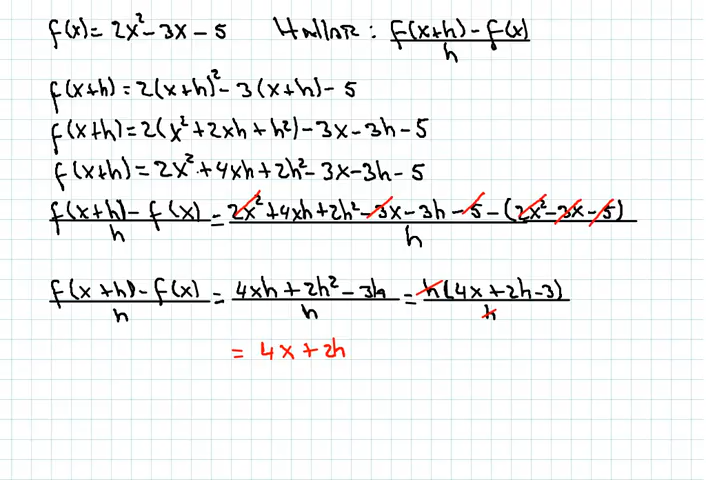 f(x) = 2x² - 3x - 5 Hallar: f(x+h) - f(x) / h
f(x+h) = 2(x+h)² - 3(x+h) - 5
f(x+h) = 2(x² + 2xh + h²) - 3x - 3h - 5
f(x+h) = 2x² + 4xh + 2h² - 3x - 3h - 5
f(x+h) - f(x) / h = 2x² + 4xh + 2h² - 3x - 3h - 5 - (2x² - 3x - 5) / h
f(x+h) - f(x) / h = 4xh + 2h² - 3h / h = h(4x + 2h - 3) / h
= 4x + 2h